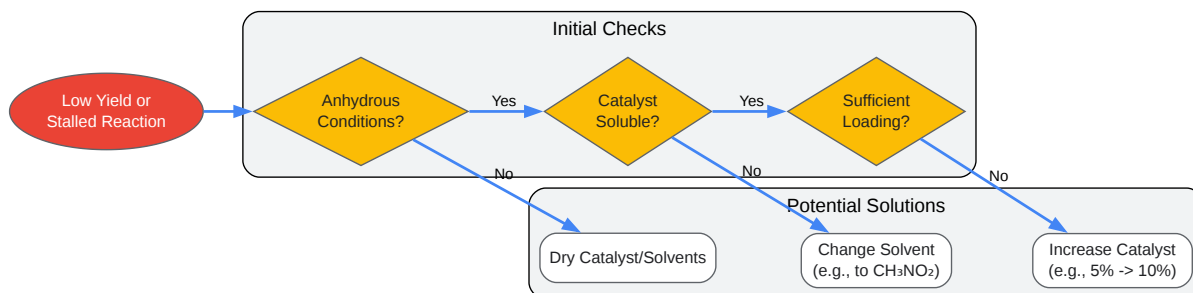 Initial Checks
Low Yield or
Stalled Reaction
Anhydrous
Conditions?
Yes
Catalyst
Soluble?
Yes
Sufficient
Loading?
No
No
No
Potential Solutions
Dry Catalyst/Solvents
Change Solvent
(e.g., to CH₃NO₂)
Increase Catalyst
(e.g., 5% -> 10%)